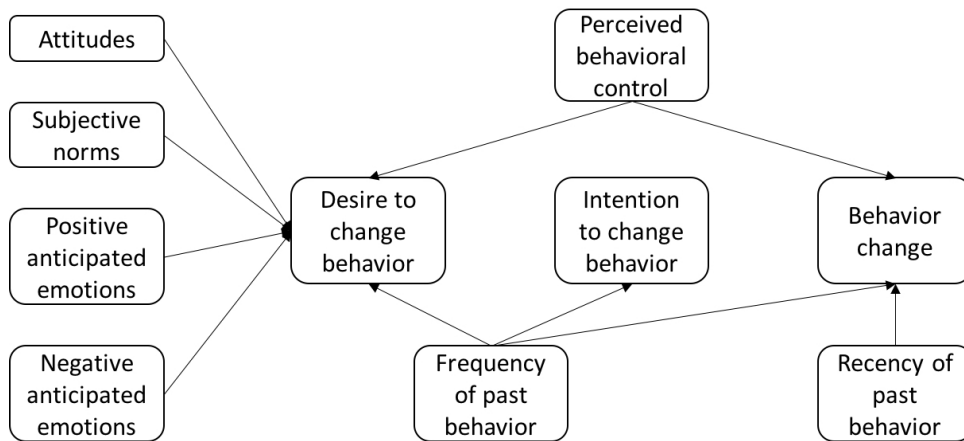 Attitudes
Subjective
norms
Positive
anticipated
emotions
Negative
anticipated
emotions
Perceived
behavioral
control
Desire to
change
behavior
Intention
to change
behavior
Behavior
change
Frequency
of past
behavior
Recency of
past
behavior